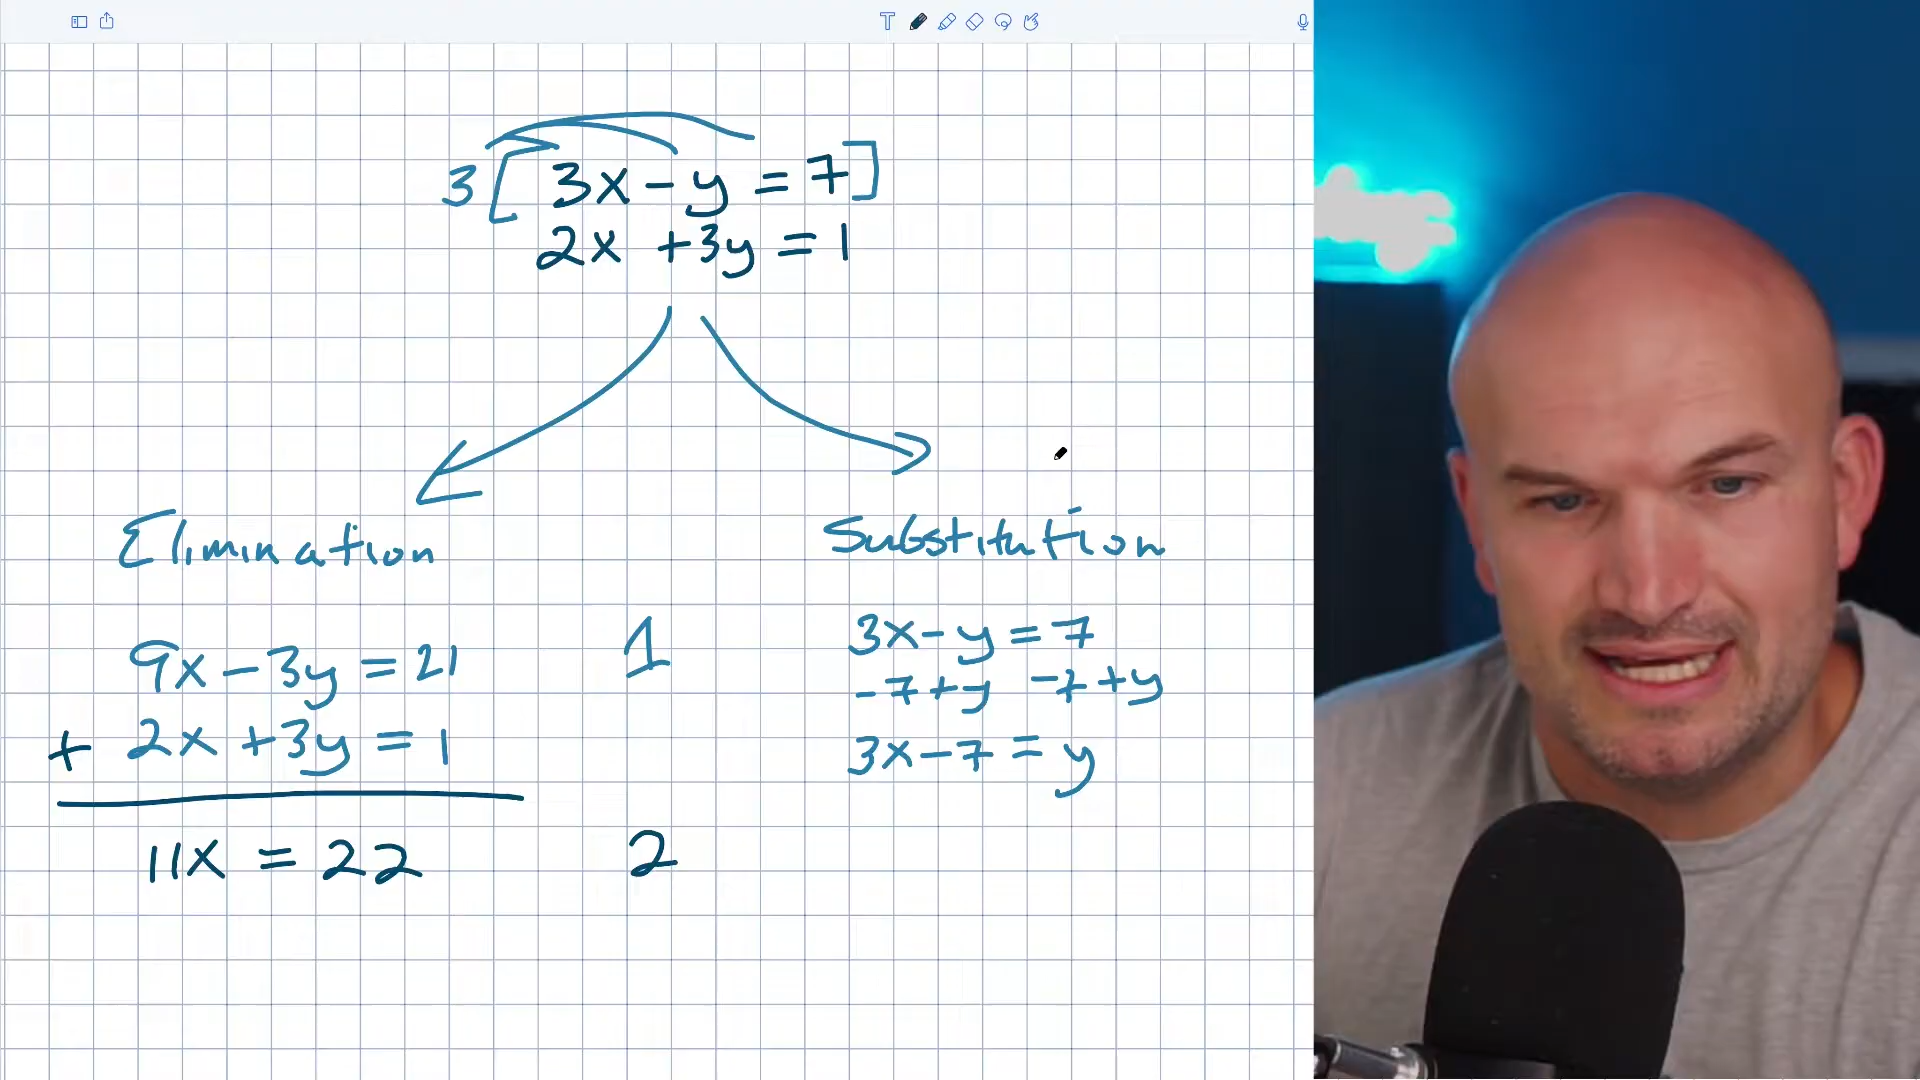 3[ 3x - y = 7]
2x + 3y = 1
Elimination
9x - 3y = 21
+ 2x + 3y = 1
11x = 22
1
2
Substitution
3x - y = 7
-7 + y -7 + y
3x - 7 = y